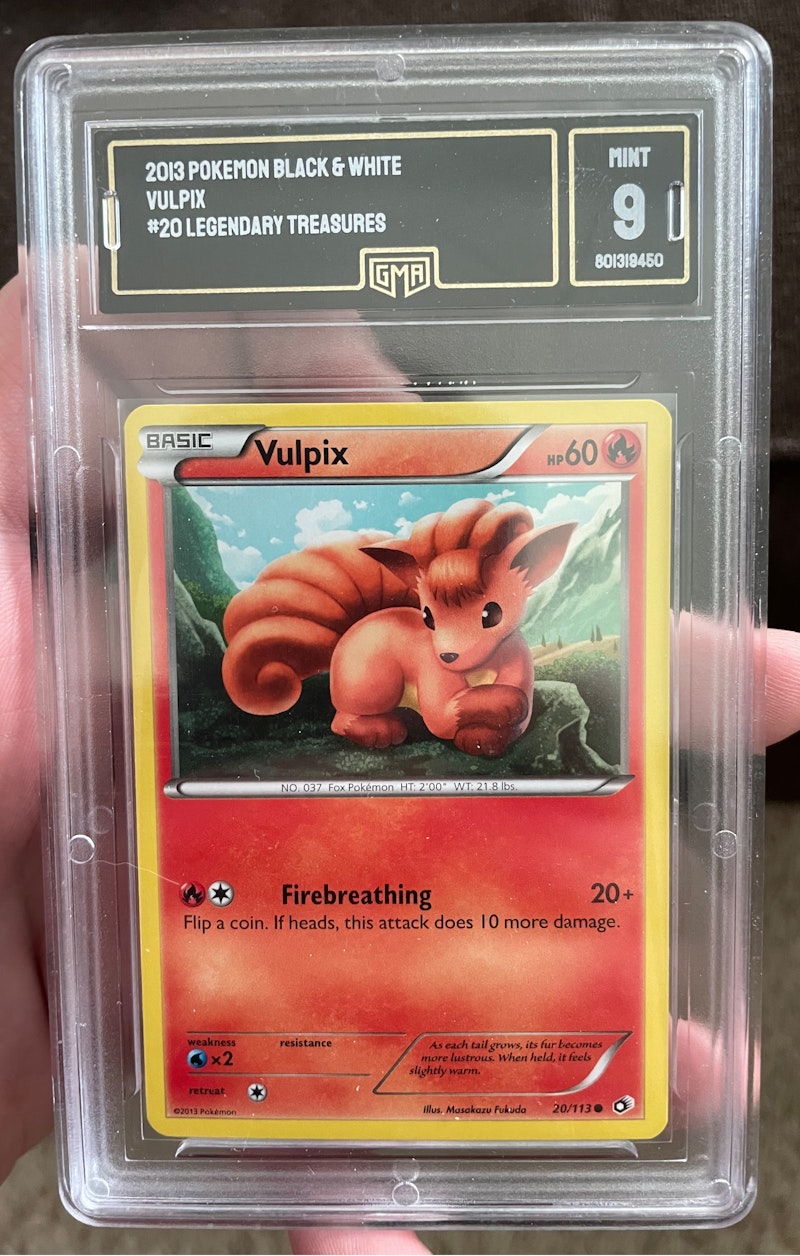 2013 POKEMON BLACK & WHITE
VULPIX
#20 LEGENDARY TREASURES
GMA
MINT
9
801319450
BASIC
Vulpix
HP60
NO. 037 Fox Pokémon HT: 2'00" WT: 21.8 lbs.
Firebreathing 20+
Flip a coin. If heads, this attack does 10 more damage.
weakness resistance
×2
As each tail grows, its fur becomes
more lustrous. When held, it feels
slightly warm.
retreat
©2013 Pokémon
Illus. Masakazu Fukuda 20/113